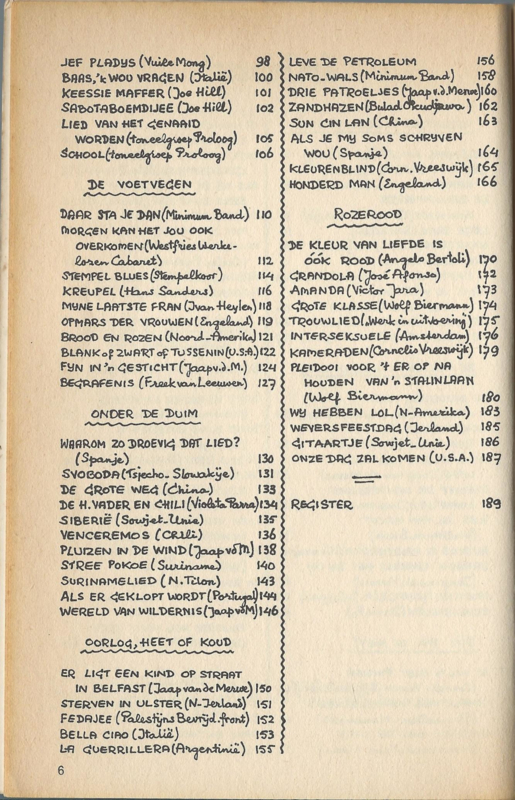 JEF PLADYS (Vuile Mong) 98
BAAS, 'k WOU VRAGEN (Italië) 100
KEESSIE MAFFER (Joe Hill) 101
SABOTABOEMDIJEE (Joe Hill) 102
LIED VAN HET GENAAID
WORDEN (toneelgroep Proloog) 105
SCHOOL (toneelgroep Proloog) 106
DE VOETVEGEN
DAAR STA JE DAN (Minimum Band) 110
MORGEN KAN HET JOU OOK
OVERKOMEN (Westfries Werke-
lozen Cabaret) 112
STEMPEL BLUES (Stempelkoor) 114
KREUPEL (Hans Sanders) 116
MIJNE LAATSTE FRAN (Ivan Heylen) 118
OPMARS DER VROUWEN (Engeland) 119
BROOD EN ROZEN (Noord-Amerika) 121
BLANK of ZWART of TUSSENIN (U.S.A.) 122
FIJN IN 'n GESTICHT (Jaap v.d. M.) 124
BEGRAFENIS (Freek van Leeuwen) 127
ONDER DE DUIM
WAAROM ZO DROEVIG DAT LIED?
(Spanje) 130
SVOBODA (Tsjecho-Slowakije) 131
DE GROTE WEG (China) 133
DE H. VADER EN CHILI (Violeta Parra) 134
SIBERIË (Sowjet-Unie) 135
VENCEREMOS (Chili) 136
PLUIZEN IN DE WIND (Jaap vdM) 138
STREE POKOE (Suriname) 140
SURINAMELIED (N. Tilon) 143
ALS ER GEKLOPT WORDT (Portugal) 144
WERELD VAN WILDERNIS (Jaap vdM) 146
OORLOG, HEET OF KOUD
ER LIGT EEN KIND OP STRAAT
IN BELFAST (Jaap van de Merwe) 150
STERVEN IN ULSTER (N-Ierland) 151
FEDAJEE (Palestijns Bevrijd. front) 152
BELLA CIAO (Italië) 153
LA GUERRILLERA (Argentinië) 155
6
LEVE DE PETROLEUM 156
NATO-WALS (Minimum Band) 158
DRIE PATROELJES (Jaap v.d. Merwe) 160
ZANDHAZEN (Bulad Okudjawa) 162
SUN CIN LAN (China) 163
ALS JE MIJ SOMS SCHRIJVEN
WOU (Spanje) 164
KLEURENBLIND (Corn. Vreeswijk) 165
HONDERD MAN (Engeland) 166
ROZEROOD
DE KLEUR VAN LIEFDE IS
ÓÓK ROOD (Angelo Bertoli) 170
GRANDOLA (José Afonso) 172
AMANDA (Victor Jara) 173
GROTE KLASSE (Wolf Biermann) 174
TROUWLIED („Werk in uitvoering") 175
INTERSEKSUELE (Amsterdam) 176
KAMERADEN (Cornelis Vreeswijk) 179
PLEIDOOI VOOR 't ER OP NA
HOUDEN VAN 'n STALINLAAN
(Wolf Biermann) 180
WIJ HEBBEN LOL (N-Amerika) 183
WEVERSFEESTDAG (Ierland) 185
GITAARTJE (Sowjet-Unie) 186
ONZE DAG ZAL KOMEN (U.S.A.) 187
REGISTER 189